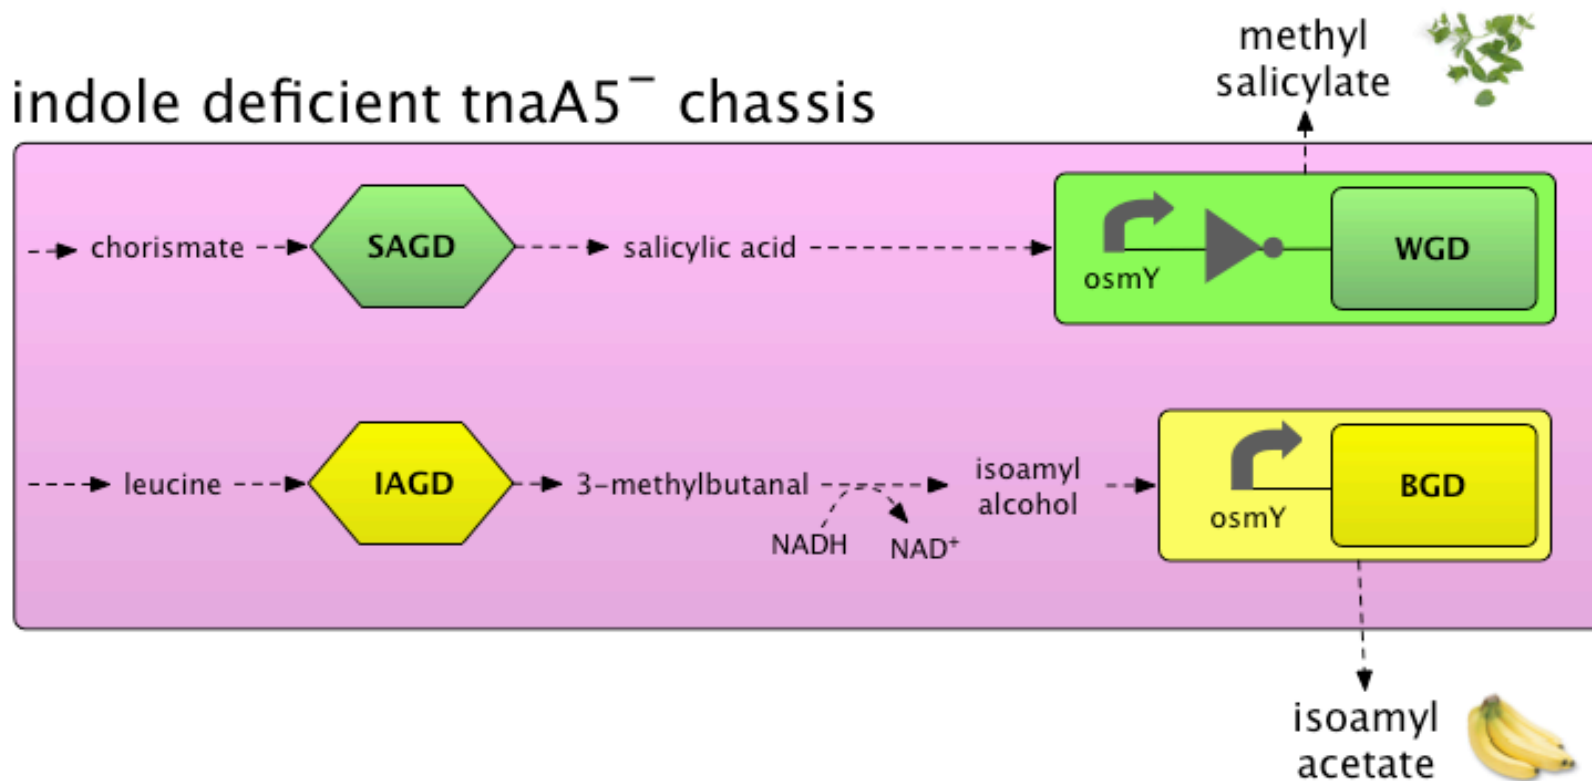 methyl
salicylate
indole deficient tnaA5⁻ chassis
chorismate
SAGD
salicylic acid
osmY
WGD
leucine
IAGD
3-methylbutanal
NADH
NAD⁺
isoamyl
alcohol
osmY
BGD
isoamyl
acetate